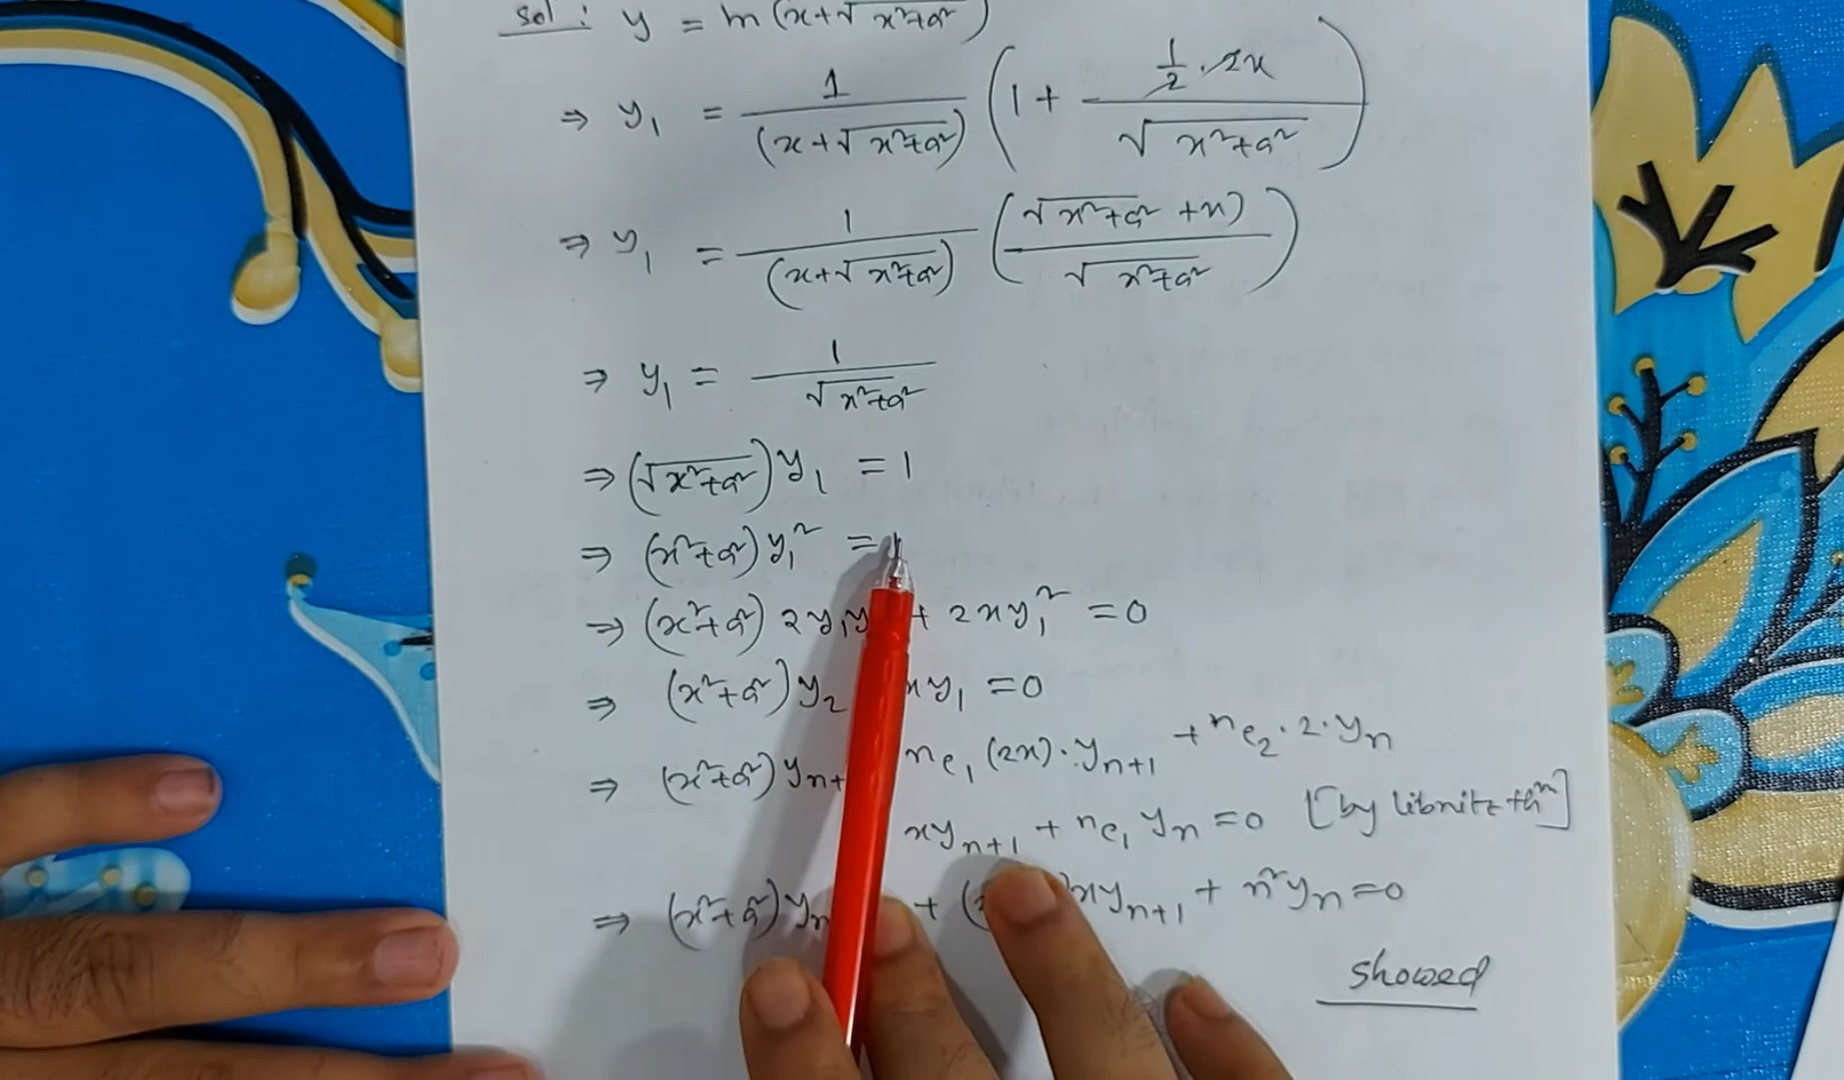 sol : y = ln (x+√x²+a²)
⇒ y₁ = 1/(x+√x²+a²) (1 + ½·2x/√x²+a²)
⇒ y₁ = 1/(x+√x²+a²) ((√x²+a² +x)/√x²+a²)
⇒ y₁ = 1/√x²+a²
⇒ (√x²+a²) y₁ = 1
⇒ (x²+a²) y₁² = 1
⇒ (x²+a²) 2y₁y + 2xy₁² = 0
⇒ (x²+a²) y₂ xy₁ = 0
⇒ (x²+a²) yₙ₊ ⁿc₁ (2x)·yₙ₊₁ + ⁿc₂·2·yₙ
xyₙ₊₁ + ⁿc₁ yₙ = 0 [by libnitz thᵐ]
⇒ (x²+a²) yₙ + ( )xyₙ₊₁ + n²yₙ = 0
showed